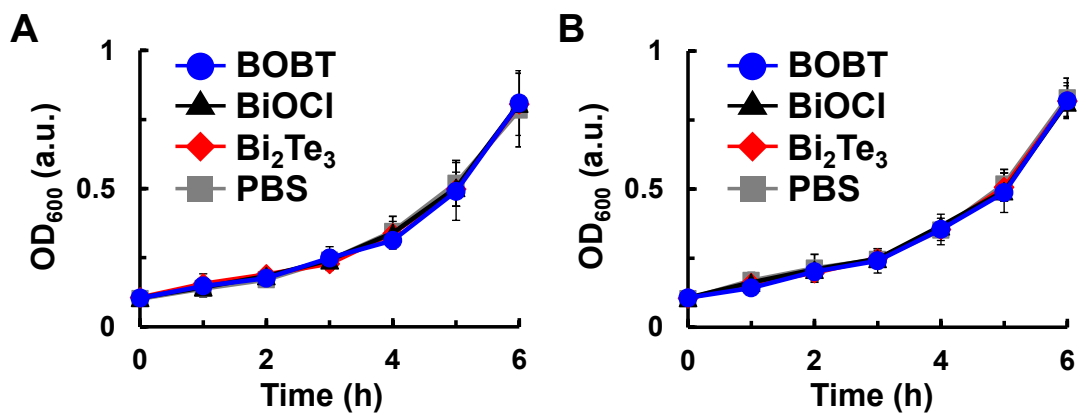 A
OD₆₀₀ (a.u.)
1
0.5
0
BOBT
BiOCl
Bi₂Te₃
PBS
0 2 4 6
Time (h)
B
OD₆₀₀ (a.u.)
1
0.5
0
BOBT
BiOCl
Bi₂Te₃
PBS
0 2 4 6
Time (h)